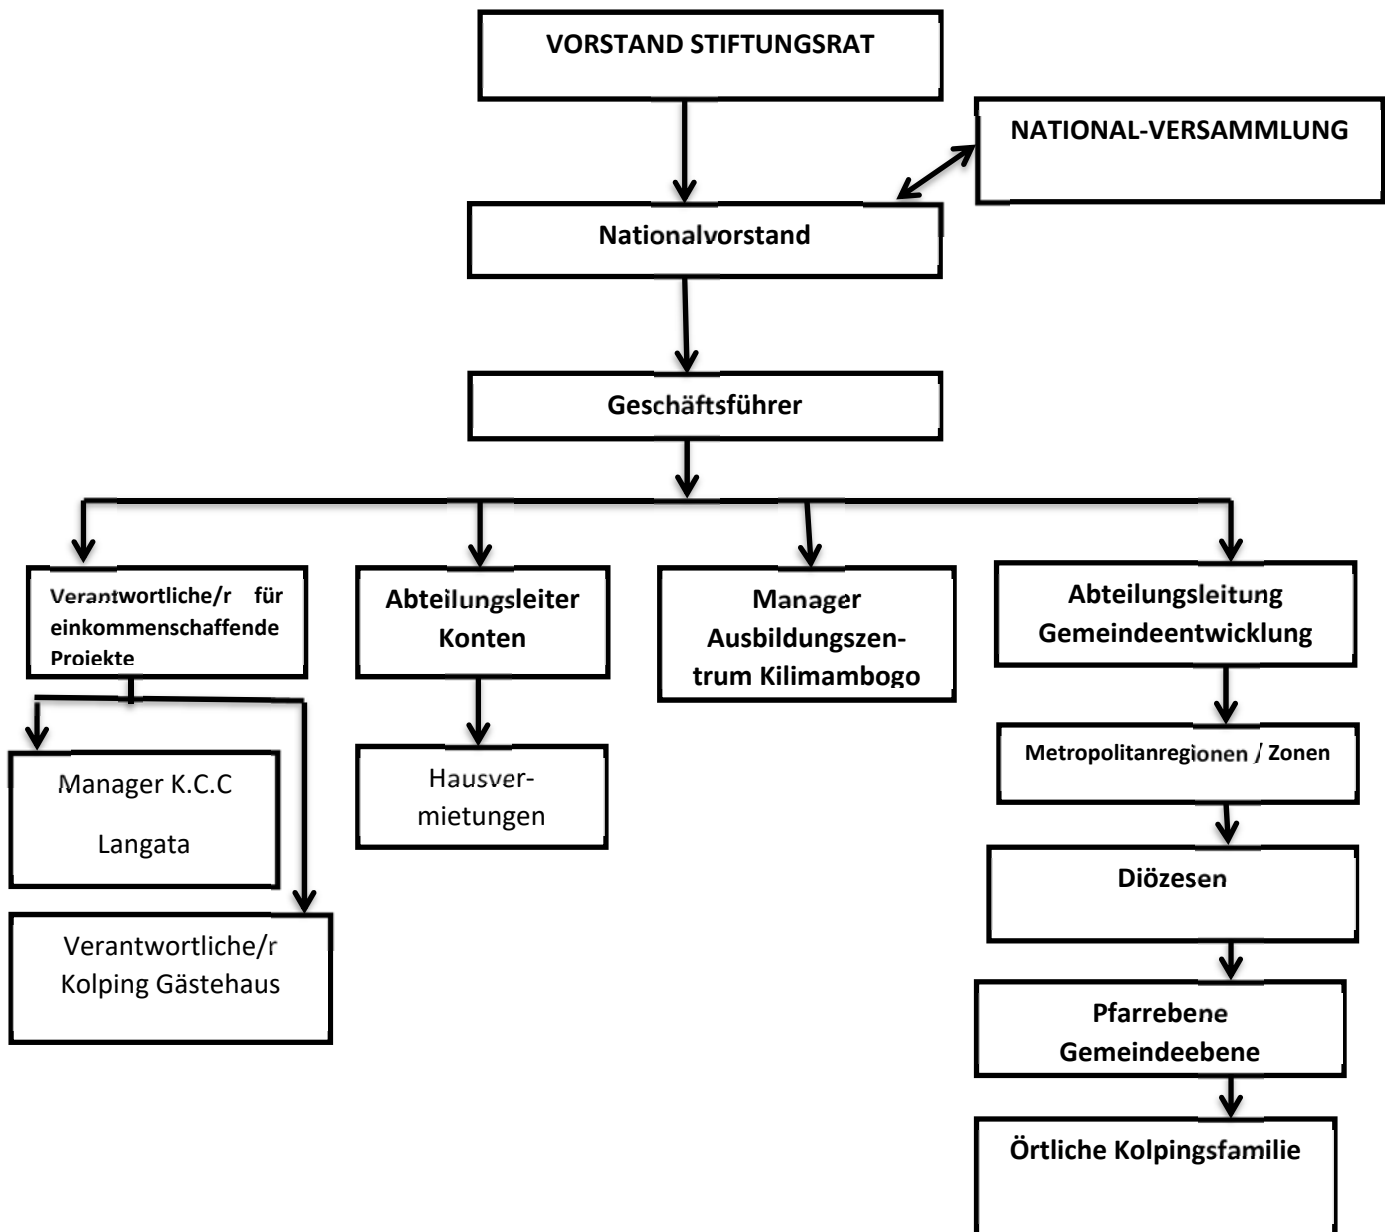 VORSTAND STIFTUNGSRAT
NATIONAL-VERSAMMLUNG
Nationalvorstand
Geschäftsführer
Verantwortliche/r für
einkommenschaffende
Projekte
Abteilungsleiter
Konten
Manager
Ausbildungszen-
trum Kilimambogo
Abteilungsleitung
Gemeindeentwicklung
Manager K.C.C
Langata
Hausver-
mietungen
Metropolitanregionen / Zonen
Verantwortliche/r
Kolping Gästehaus
Diözesen
Pfarrebene
Gemeindeebene
Örtliche Kolpingsfamilie